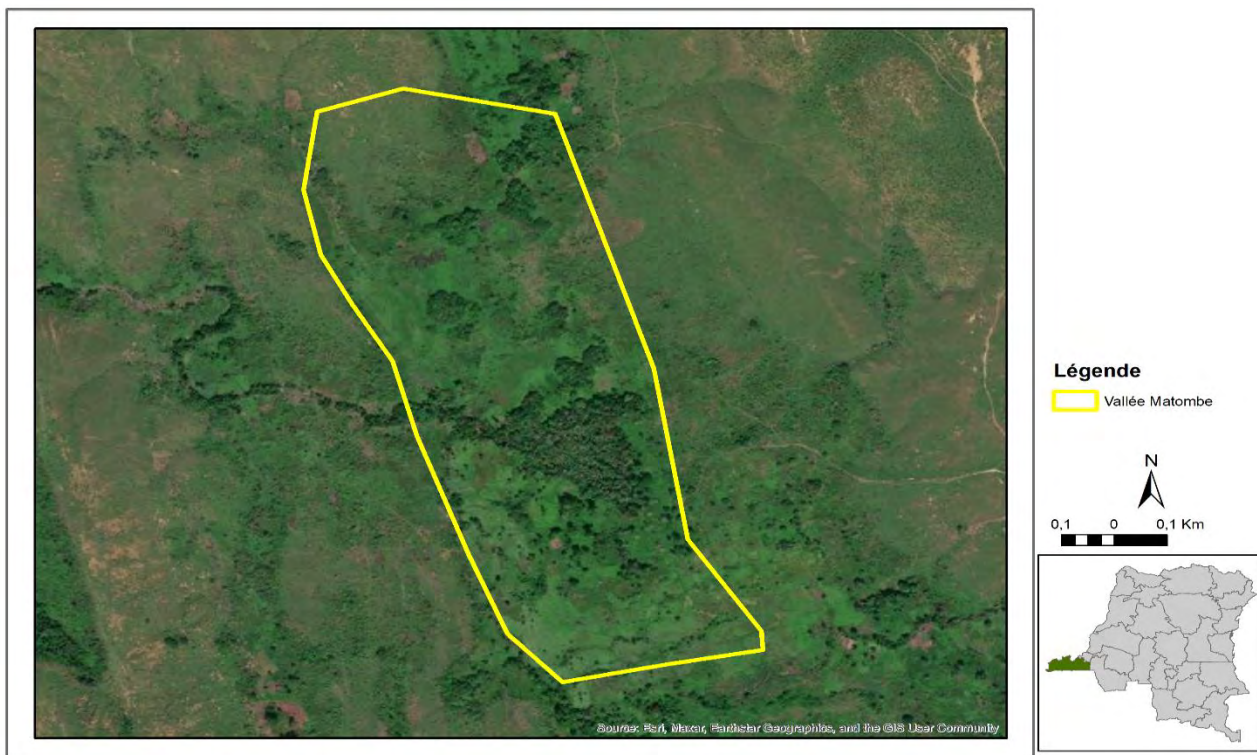 Légende
Vallée Matombe
N
0,1 0 0,1 Km
Source: Esri, Maxar, Earthstar Geographics, and the GIS User Community